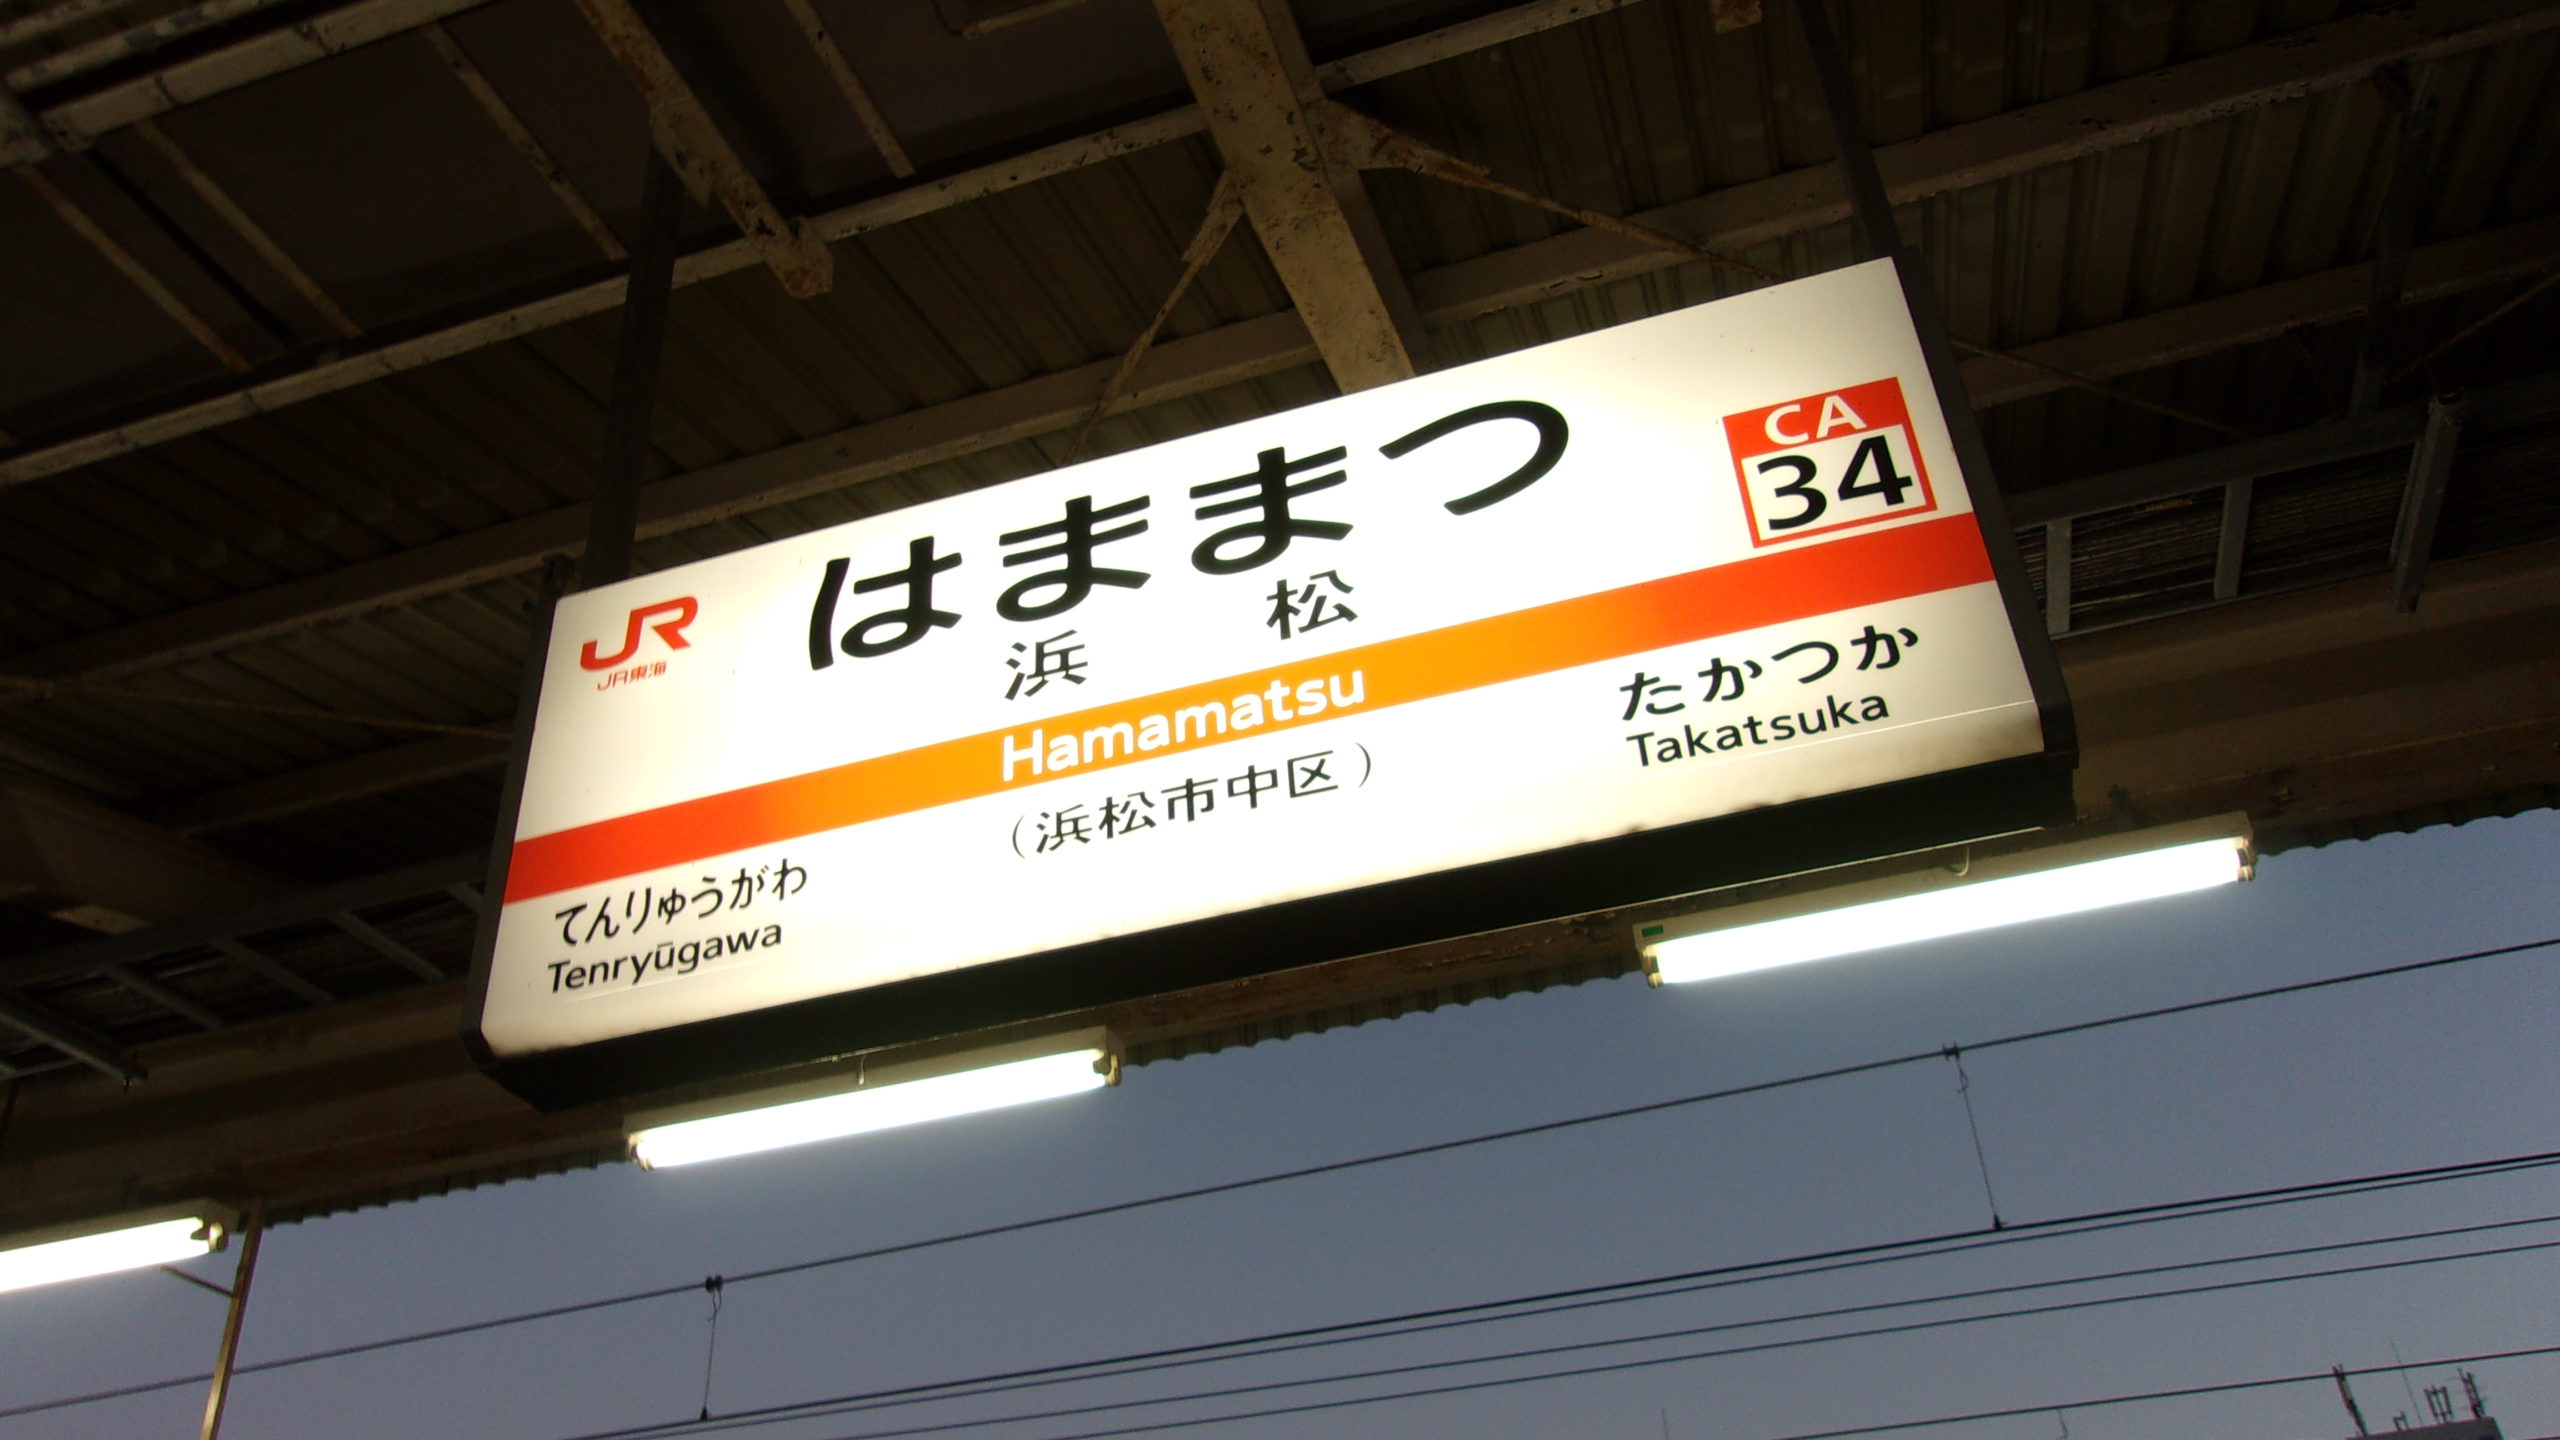 はままつ
CA
34
JR
JR東海
浜松
Hamamatsu
(浜松市中区)
たかつか
Takatsuka
てんりゅうがわ
Tenryūgawa